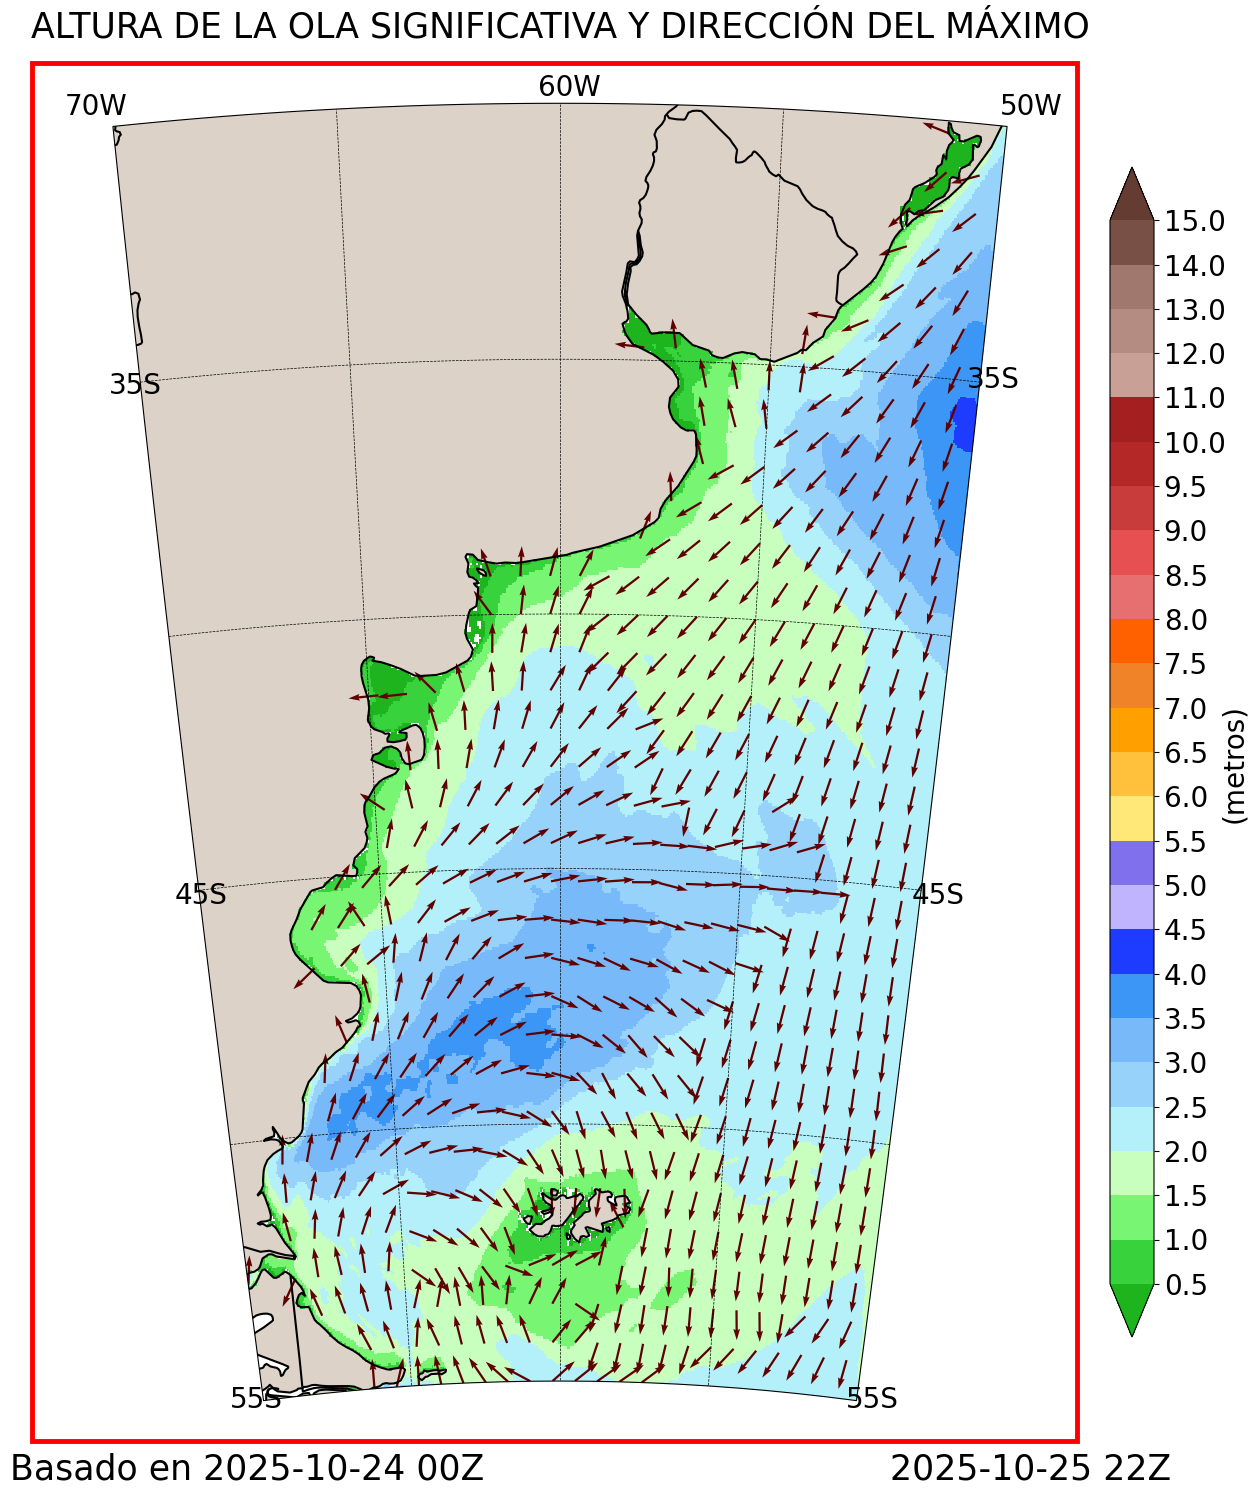 ALTURA DE LA OLA SIGNIFICATIVA Y DIRECCIÓN DEL MÁXIMO
70W
60W
50W
35S
35S
45S
45S
55S
55S
15.0
14.0
13.0
12.0
11.0
10.0
9.5
9.0
8.5
8.0
7.5
7.0
6.5
6.0
5.5
5.0
4.5
4.0
3.5
3.0
2.5
2.0
1.5
1.0
0.5
(metros)
Basado en 2025-10-24 00Z
2025-10-25 22Z